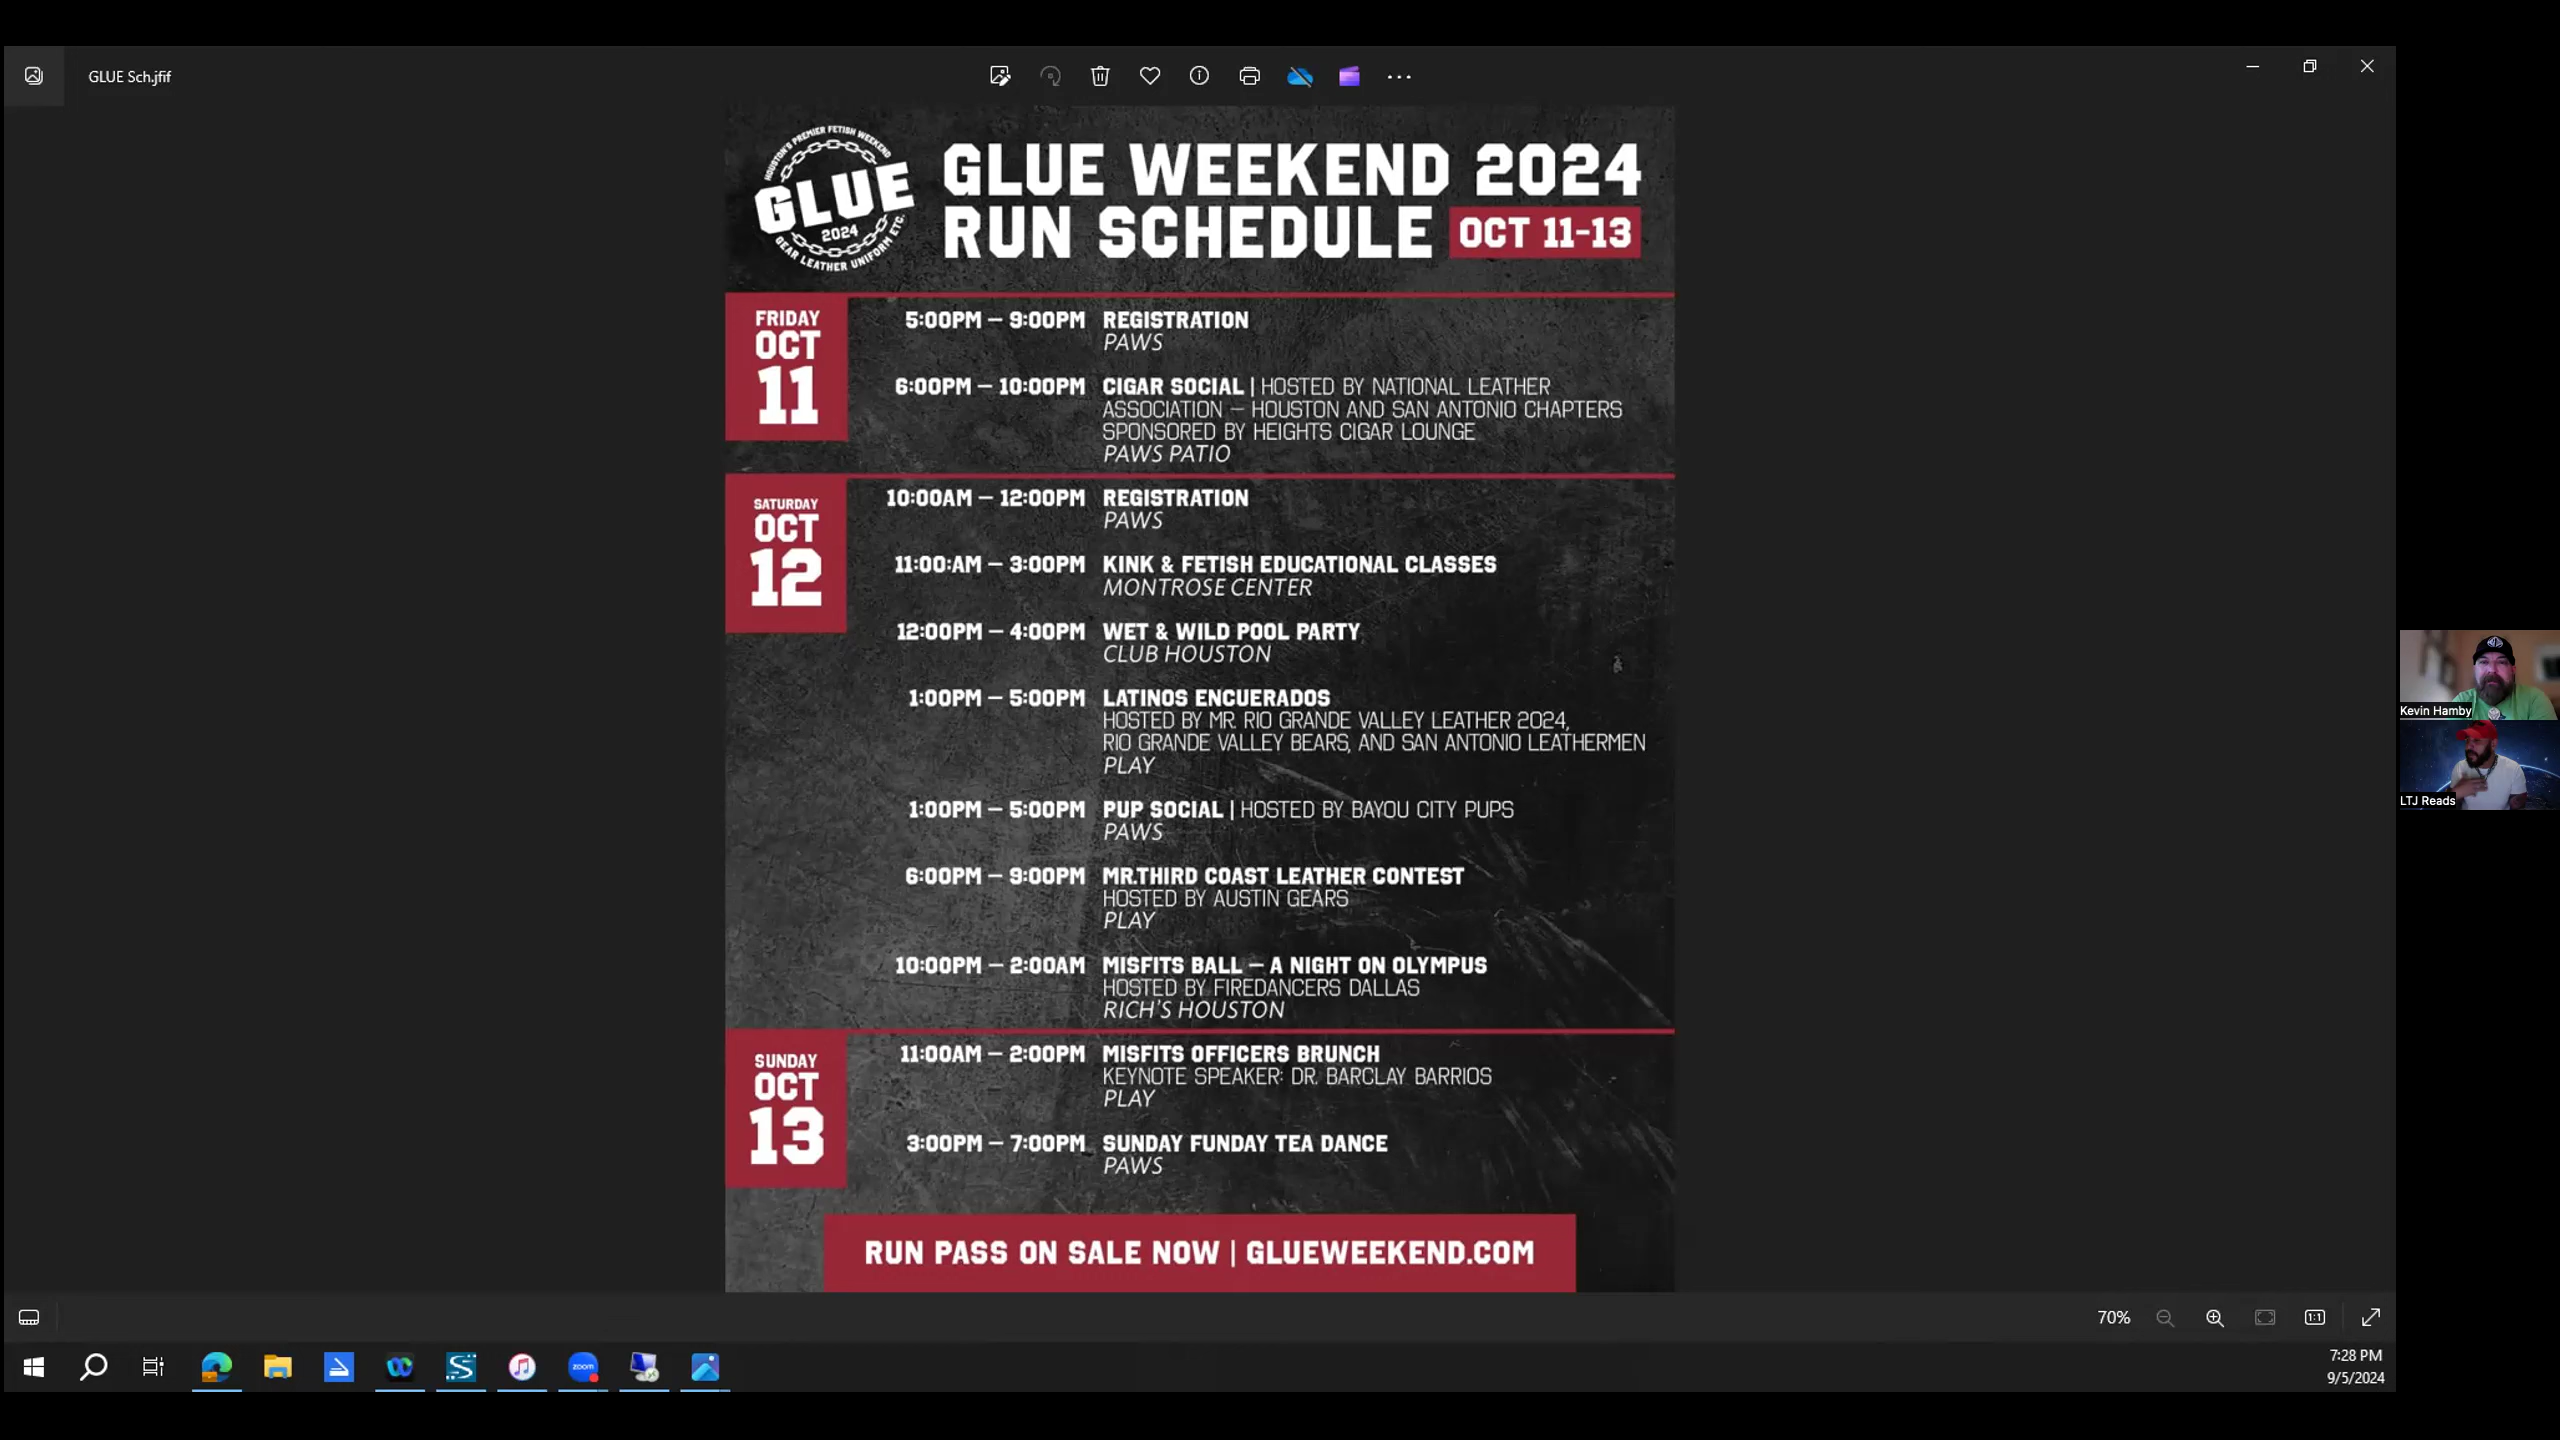 GLUE Sch.jfif
HOUSTON'S PREMIER FETISH WEEKEND
GLUE
2024
GEAR LEATHER UNIFORM ETC.
GLUE WEEKEND 2024
RUN SCHEDULE OCT 11-13
FRIDAY
OCT
11
5:00PM – 9:00PM REGISTRATION
PAWS
6:00PM – 10:00PM CIGAR SOCIAL | HOSTED BY NATIONAL LEATHER
ASSOCIATION – HOUSTON AND SAN ANTONIO CHAPTERS
SPONSORED BY HEIGHTS CIGAR LOUNGE
PAWS PATIO
SATURDAY
OCT
12
10:00AM – 12:00PM REGISTRATION
PAWS
11:00:AM – 3:00PM KINK & FETISH EDUCATIONAL CLASSES
MONTROSE CENTER
12:00PM – 4:00PM WET & WILD POOL PARTY
CLUB HOUSTON
1:00PM – 5:00PM LATINOS ENCUERADOS
HOSTED BY MR. RIO GRANDE VALLEY LEATHER 2024,
RIO GRANDE VALLEY BEARS, AND SAN ANTONIO LEATHERMEN
PLAY
1:00PM – 5:00PM PUP SOCIAL | HOSTED BY BAYOU CITY PUPS
PAWS
6:00PM – 9:00PM MR.THIRD COAST LEATHER CONTEST
HOSTED BY AUSTIN GEARS
PLAY
10:00PM – 2:00AM MISFITS BALL – A NIGHT ON OLYMPUS
HOSTED BY FIREDANCERS DALLAS
RICH'S HOUSTON
SUNDAY
OCT
13
11:00AM – 2:00PM MISFITS OFFICERS BRUNCH
KEYNOTE SPEAKER: DR. BARCLAY BARRIOS
PLAY
3:00PM – 7:00PM SUNDAY FUNDAY TEA DANCE
PAWS
RUN PASS ON SALE NOW | GLUEWEEKEND.COM
Kevin Hamby
LTJ Reads
70%
1:1
zoom
7:28 PM
9/5/2024